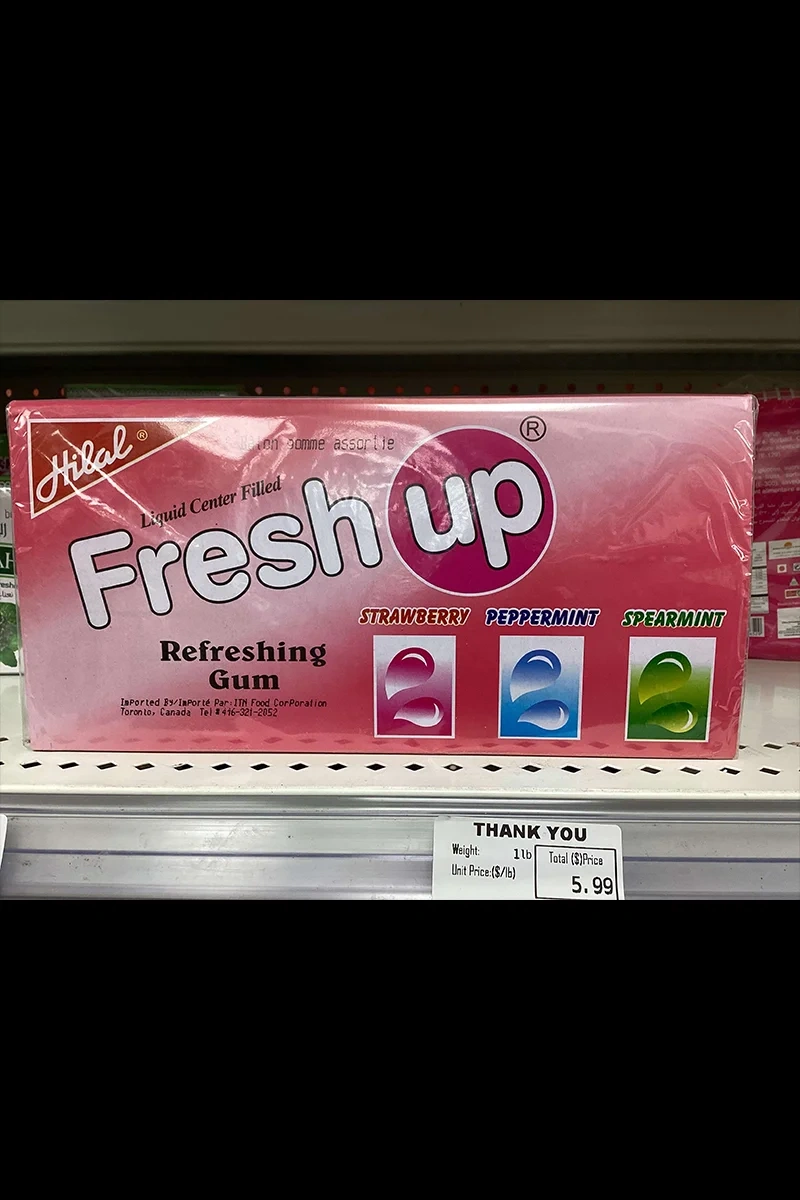 Hilal ®
gomme assortie
Liquid Center Filled
Fresh up ®
STRAWBERRY PEPPERMINT SPEARMINT
Refreshing
Gum
Imported By/Importé Par:ITN Food Corporation
Toronto, Canada Tel # 416-321-2052
THANK YOU
Weight: 1lb
Unit Price:($/lb)
Total ($)Price
5.99